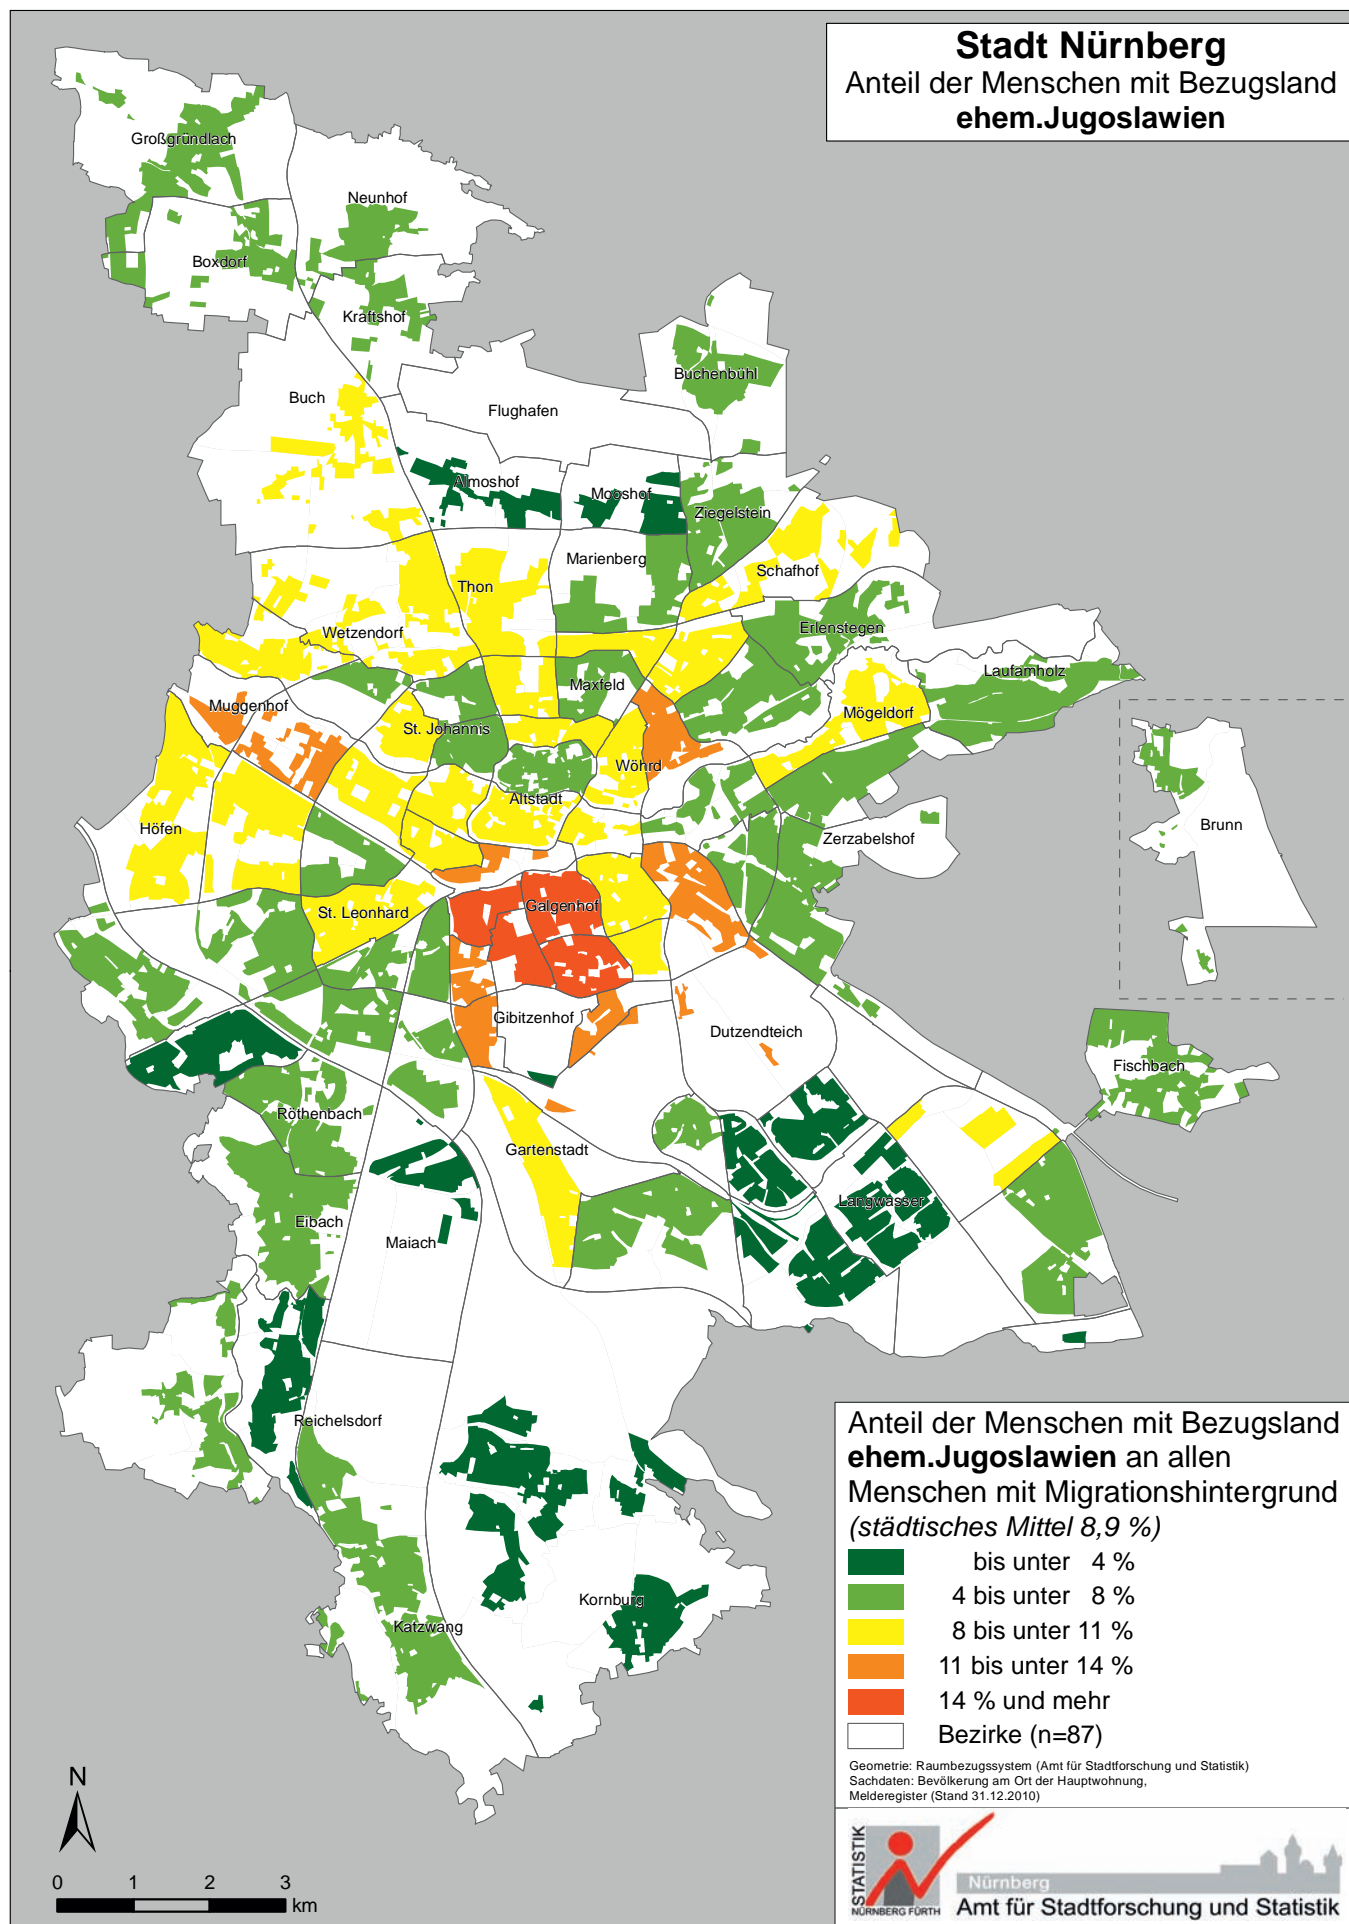 Stadt Nürnberg
Anteil der Menschen mit Bezugsland
ehem.Jugoslawien
Großgründlach
Neunhof
Boxdorf
Kraftshof
Buchenbühl
Buch
Flughafen
Almoshof
Mooshof
Ziegelstein
Marienberg
Schafhof
Thon
Wetzendorf
Erlenstegen
Laufamholz
Maxfeld
Muggenhof
Mögeldorf
St. Johannis
Wöhrd
Altstadt
Höfen
Zerzabelshof
Brunn
St. Leonhard
Galgenhof
Gibitzenhof
Dutzendteich
Fischbach
Röthenbach
Gartenstadt
Langwasser
Eibach
Maiach
Reichelsdorf
Kornburg
Katzwang
Anteil der Menschen mit Bezugsland
ehem.Jugoslawien an allen
Menschen mit Migrationshintergrund
(städtisches Mittel 8,9 %)
bis unter 4 %
4 bis unter 8 %
8 bis unter 11 %
11 bis unter 14 %
14 % und mehr
Bezirke (n=87)
Geometrie: Raumbezugssystem (Amt für Stadtforschung und Statistik)
Sachdaten: Bevölkerung am Ort der Hauptwohnung,
Melderegister (Stand 31.12.2010)
N
0 1 2 3
km
STATISTIK
NÜRNBERG FÜRTH
Nürnberg
Amt für Stadtforschung und Statistik